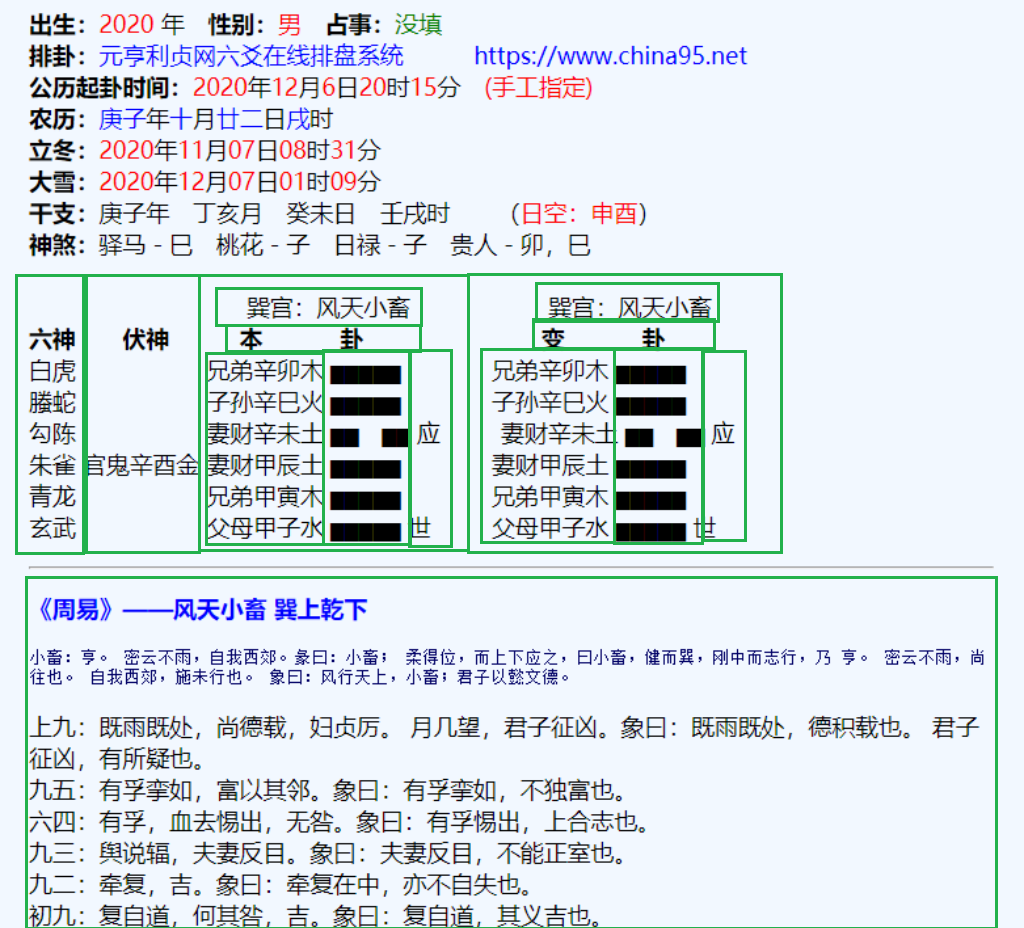 出生：2020 年 性别：男 占事：没填
排卦：元亨利贞网六爻在线排盘系统 https://www.china95.net
公历起卦时间：2020年12月6日20时15分 (手工指定)
农历：庚子年十月廿二日戌时
立冬：2020年11月07日08时31分
大雪：2020年12月07日01时09分
干支：庚子年 丁亥月 癸未日 壬戌时 （日空：申酉）
神煞：驿马－巳 桃花－子 日禄－子 贵人－卯，巳
巽宫：风天小畜 巽宫：风天小畜
六神 伏神 本 卦 变 卦
白虎 兄弟辛卯木 兄弟辛卯木
螣蛇 子孙辛巳火 子孙辛巳火
勾陈 妻财辛未土 应 妻财辛未土 应
朱雀 官鬼辛酉金 妻财甲辰土 妻财甲辰土
青龙 兄弟甲寅木 兄弟甲寅木
玄武 父母甲子水 世 父母甲子水 世
《周易》——风天小畜 巽上乾下
小畜：亨。 密云不雨，自我西郊。彖曰：小畜； 柔得位，而上下应之，曰小畜，健而巽，刚中而志行，乃 亨。 密云不雨，尚
往也。 自我西郊，施未行也。 象曰：风行天上，小畜；君子以懿文德。
上九：既雨既处，尚德载，妇贞厉。 月几望，君子征凶。象曰：既雨既处，德积载也。 君子
征凶，有所疑也。
九五：有孚挛如，富以其邻。象曰：有孚挛如，不独富也。
六四：有孚，血去惕出，无咎。象曰：有孚惕出，上合志也。
九三：舆说辐，夫妻反目。象曰：夫妻反目，不能正室也。
九二：牵复，吉。象曰：牵复在中，亦不自失也。
初九：复自道，何其咎，吉。象曰：复自道，其义吉也。